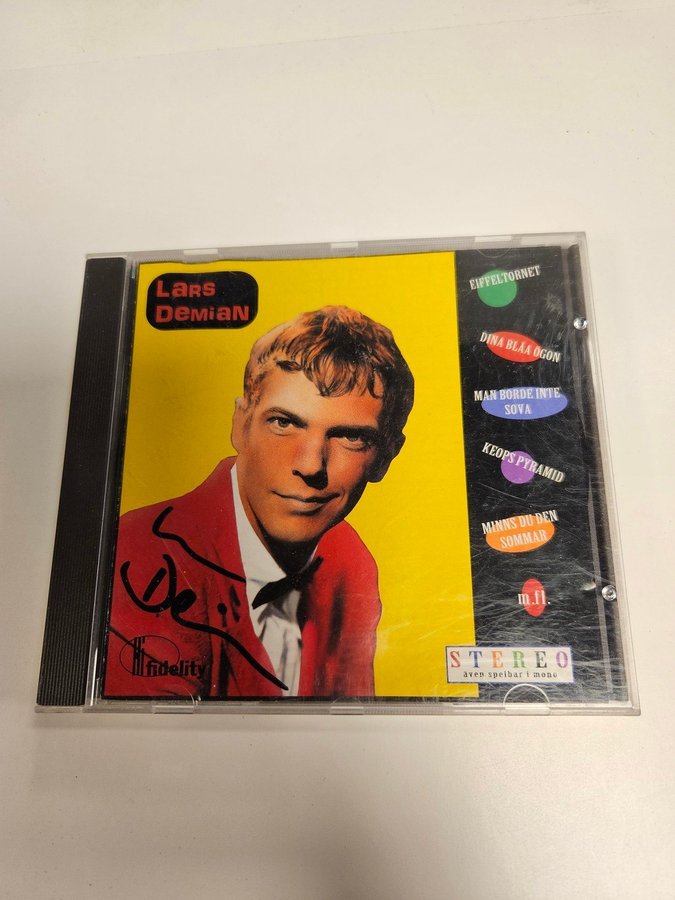 LARS
DEMIAN
EIFFELTORNET
DINA BLÅA ÖGON
MAN BORDE INTE
SOVA
KEOPS PYRAMID
MINNS DU DEN
SOMMAR
m.fl.
Hi
fidelity
STEREO
även spelbar i mono